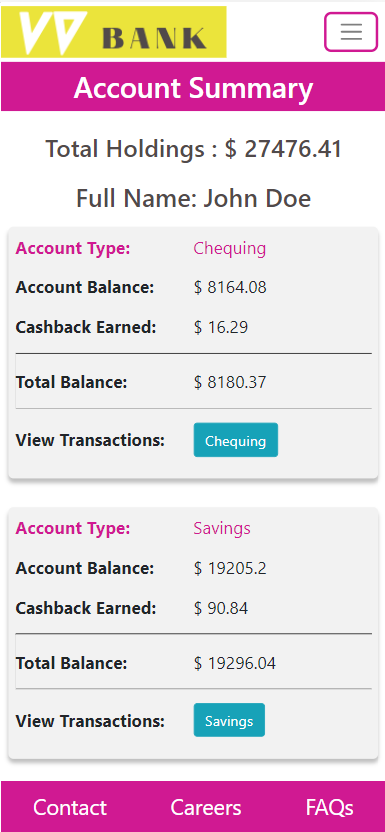 VP BANK
Account Summary
Total Holdings : $ 27476.41
Full Name: John Doe
Account Type: Chequing
Account Balance: $ 8164.08
Cashback Earned: $ 16.29
Total Balance: $ 8180.37
View Transactions: Chequing
Account Type: Savings
Account Balance: $ 19205.2
Cashback Earned: $ 90.84
Total Balance: $ 19296.04
View Transactions: Savings
Contact Careers FAQs